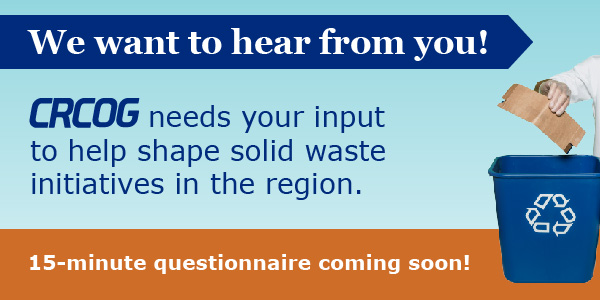 We want to hear from you!
CRCOG needs your input
to help shape solid waste
initiatives in the region.
15-minute questionnaire coming soon!